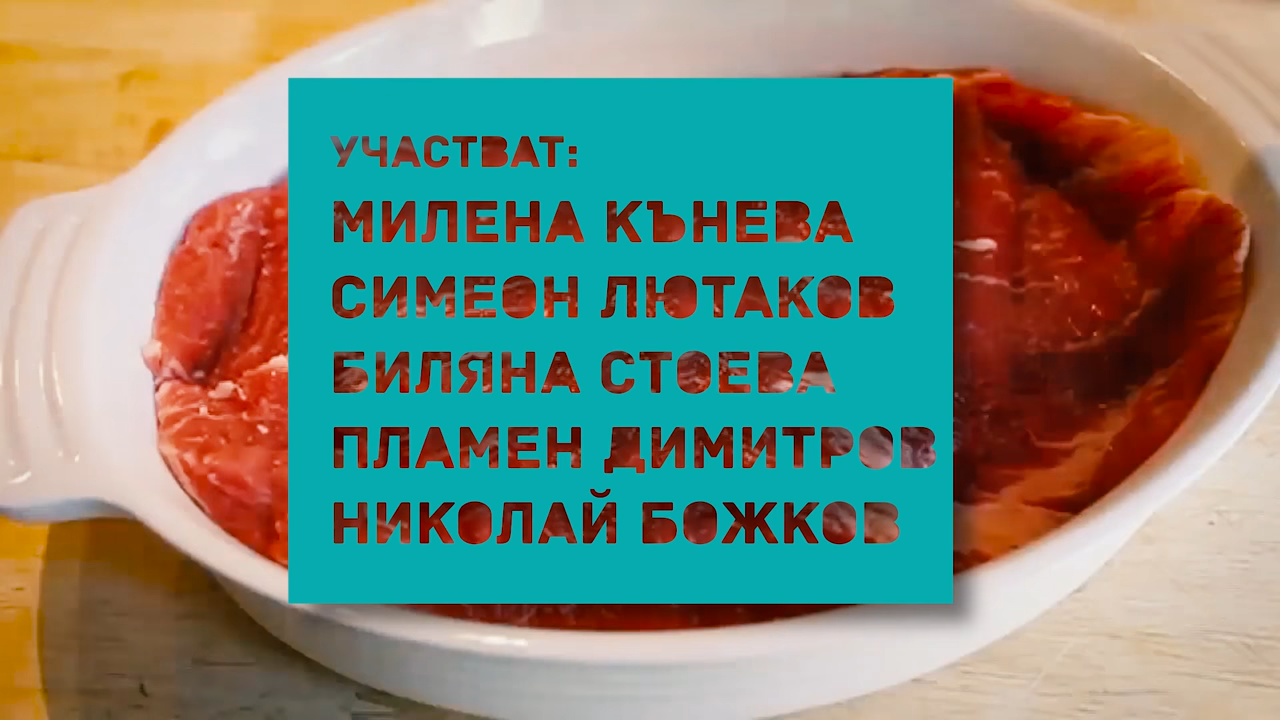 УЧАСТВАТ:
МИЛЕНА КЪНЕВА
СИМЕОН ЛЮТАКОВ
БИЛЯНА СТОЕВА
ПЛАМЕН ДИМИТРОВ
НИКОЛАЙ БОЖКОВ